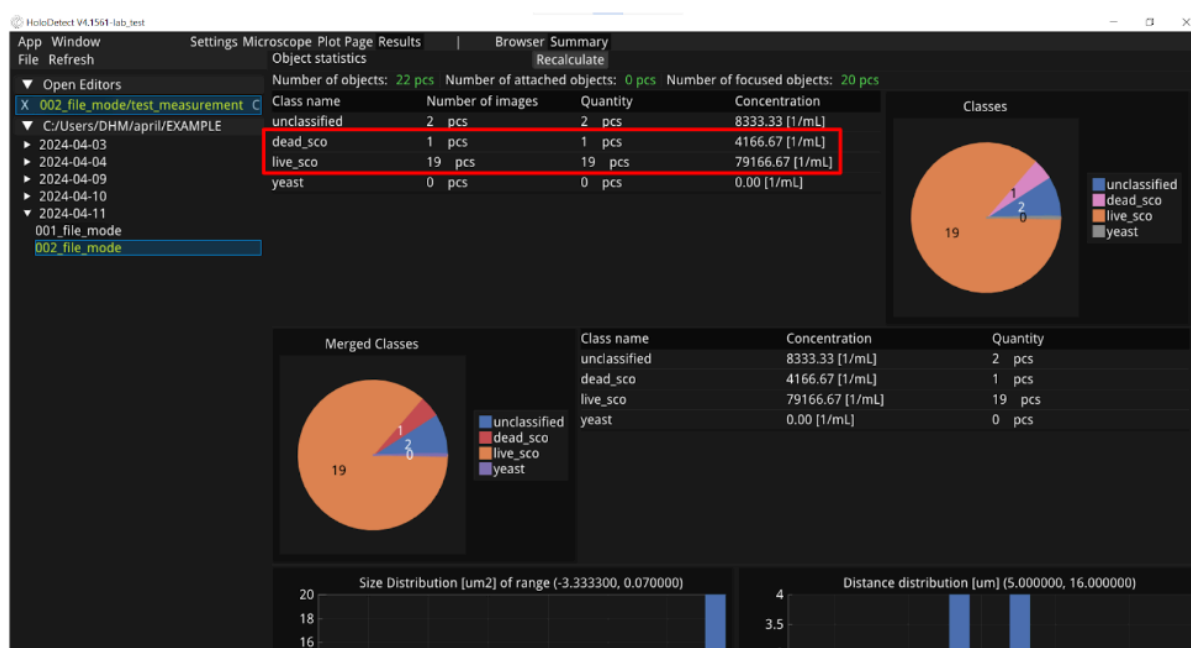 HoloDetect V4.1561-lab_test
App Window Settings Microscope Plot Page Results | Browser Summary
File Refresh
Open Editors
X 002_file_mode/test_measurement C
C:/Users/DHM/april/EXAMPLE
2024-04-03
2024-04-04
2024-04-09
2024-04-10
2024-04-11
001_file_mode
002_file_mode
Object statistics Recalculate
Number of objects: 22 pcs Number of attached objects: 0 pcs Number of focused objects: 20 pcs
Class name Number of images Quantity Concentration
unclassified 2 pcs 2 pcs 8333.33 [1/mL]
dead_sco 1 pcs 1 pcs 4166.67 [1/mL]
live_sco 19 pcs 19 pcs 79166.67 [1/mL]
yeast 0 pcs 0 pcs 0.00 [1/mL]
Classes
1
2
0
19
unclassified
dead_sco
live_sco
yeast
Merged Classes
1
2
0
19
unclassified
dead_sco
live_sco
yeast
Class name Concentration Quantity
unclassified 8333.33 [1/mL] 2 pcs
dead_sco 4166.67 [1/mL] 1 pcs
live_sco 79166.67 [1/mL] 19 pcs
yeast 0.00 [1/mL] 0 pcs
Size Distribution [um2] of range (-3.333300, 0.070000)
20
18
16
Distance distribution [um] (5.000000, 16.000000)
4
3.5